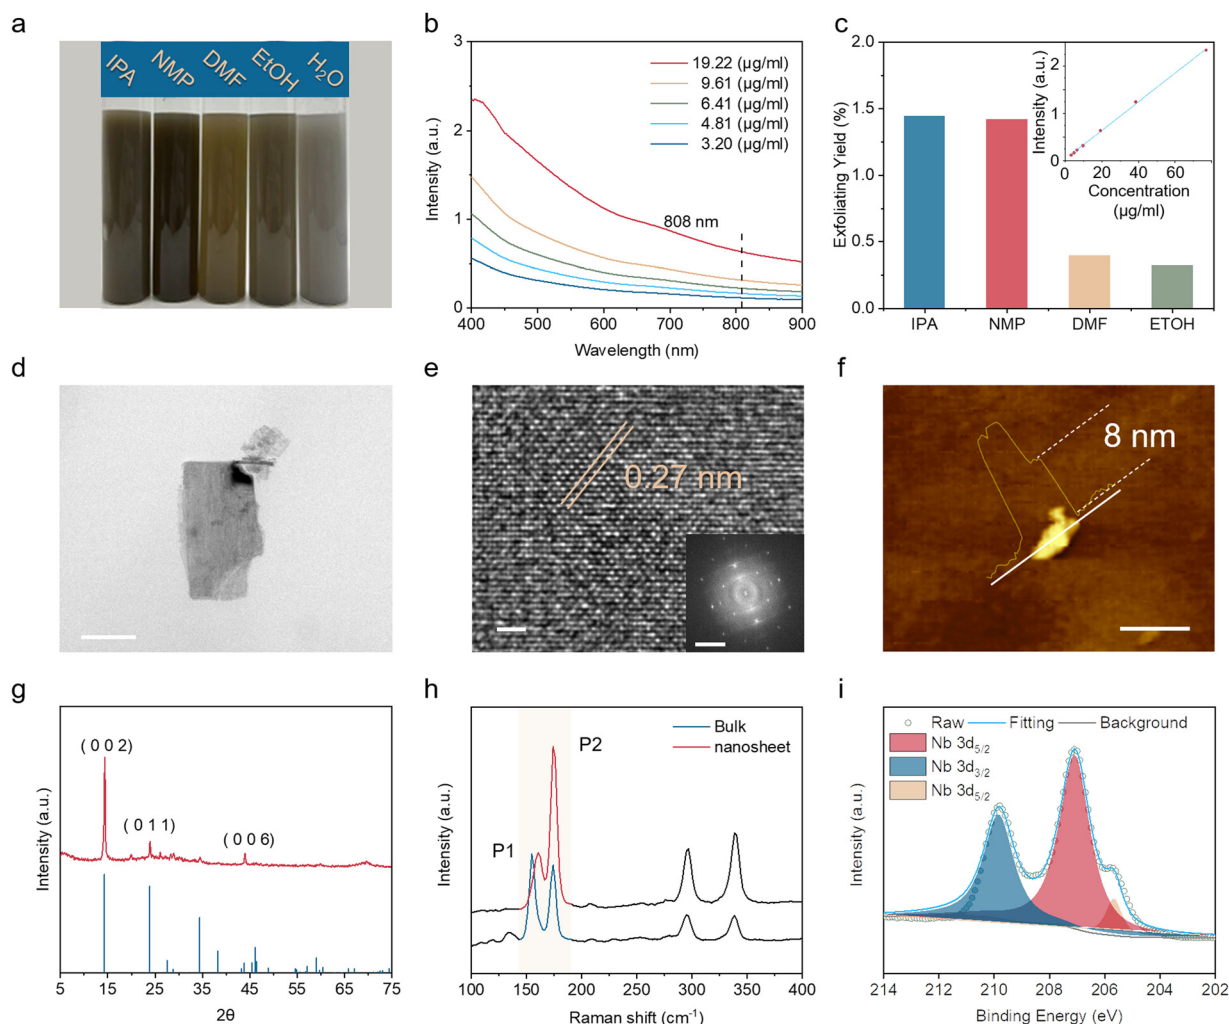 a
IPA NMP DMF EtOH H₂O
b
Intensity (a.u.)
3
2
1
0
19.22 (μg/ml)
9.61 (μg/ml)
6.41 (μg/ml)
4.81 (μg/ml)
3.20 (μg/ml)
808 nm
400 500 600 700 800 900
Wavelength (nm)
c
Exfoliating Yield (%)
2.0
1.5
1.0
0.5
0.0
IPA NMP DMF ETOH
Intensity (a.u.)
2
1
0
0 20 40 60
Concentration
(μg/ml)
d
e
0.27 nm
f
8 nm
g
Intensity (a.u.)
( 0 0 2 )
( 0 1 1 )
( 0 0 6 )
5 15 25 35 45 55 65 75
2θ
h
Intensity (a.u.)
P1
P2
Bulk
nanosheet
100 150 200 250 300 350 400
Raman shift (cm⁻¹)
i
Intensity (a.u.)
Raw Fitting Background
Nb 3d₅/₂
Nb 3d₃/₂
Nb 3d₅/₂
214 212 210 208 206 204 202
Binding Energy (eV)